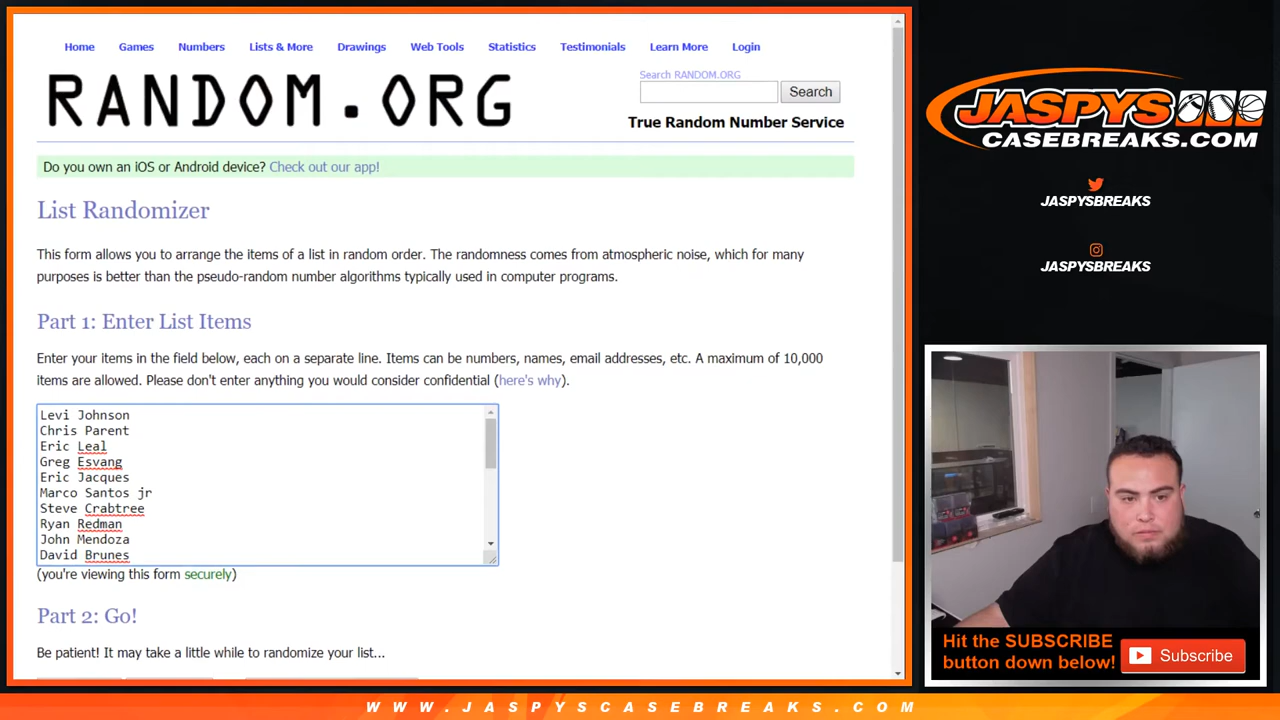 Home Games Numbers Lists & More Drawings Web Tools Statistics Testimonials Learn More Login
RANDOM.ORG
Search RANDOM.ORG
Search
True Random Number Service
Do you own an iOS or Android device? Check out our app!
List Randomizer
This form allows you to arrange the items of a list in random order. The randomness comes from atmospheric noise, which for many
purposes is better than the pseudo-random number algorithms typically used in computer programs.
Part 1: Enter List Items
Enter your items in the field below, each on a separate line. Items can be numbers, names, email addresses, etc. A maximum of 10,000
items are allowed. Please don't enter anything you would consider confidential (here's why).
Levi Johnson
Chris Parent
Eric Leal
Greg Esvang
Eric Jacques
Marco Santos jr
Steve Crabtree
Ryan Redman
John Mendoza
David Brunes
(you're viewing this form securely)
Part 2: Go!
Be patient! It may take a little while to randomize your list...
JASPYS
CASEBREAKS.COM
JASPYSBREAKS
JASPYSBREAKS
Hit the SUBSCRIBE
button down below!
Subscribe
WWW.JASPYSCASEBREAKS.COM